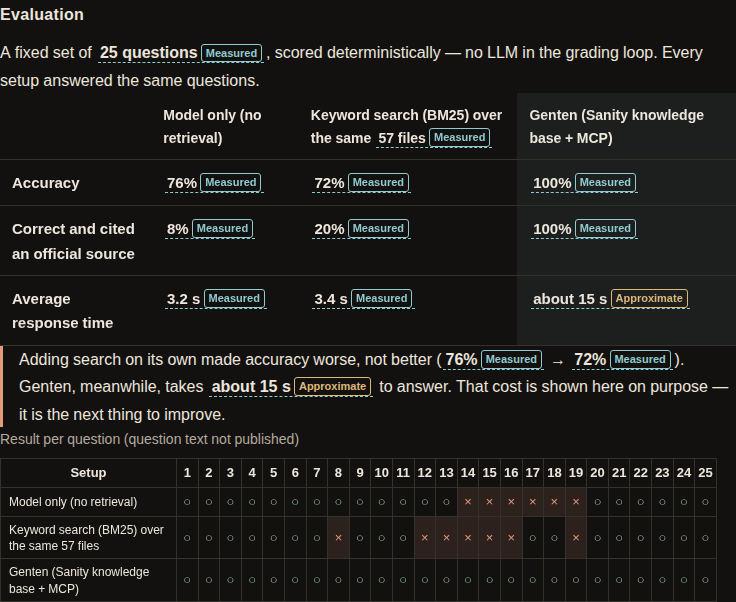 Evaluation
A fixed set of 25 questions Measured , scored deterministically — no LLM in the grading loop. Every
setup answered the same questions.
Model only (no retrieval) Keyword search (BM25) over the same 57 files Measured Genten (Sanity knowledge base + MCP)
Accuracy 76% Measured 72% Measured 100% Measured
Correct and cited an official source 8% Measured 20% Measured 100% Measured
Average response time 3.2 s Measured 3.4 s Measured about 15 s Approximate
Adding search on its own made accuracy worse, not better ( 76% Measured → 72% Measured ).
Genten, meanwhile, takes about 15 s Approximate to answer. That cost is shown here on purpose —
it is the next thing to improve.
Result per question (question text not published)
Setup 1 2 3 4 5 6 7 8 9 10 11 12 13 14 15 16 17 18 19 20 21 22 23 24 25
Model only (no retrieval) ○ ○ ○ ○ ○ ○ ○ ○ ○ ○ ○ ○ ○ × × × × × × ○ ○ ○ ○ ○ ○
Keyword search (BM25) over the same 57 files ○ ○ ○ ○ ○ ○ ○ × ○ ○ ○ × × × × × ○ ○ × ○ ○ ○ ○ ○ ○
Genten (Sanity knowledge base + MCP) ○ ○ ○ ○ ○ ○ ○ ○ ○ ○ ○ ○ ○ ○ ○ ○ ○ ○ ○ ○ ○ ○ ○ ○ ○